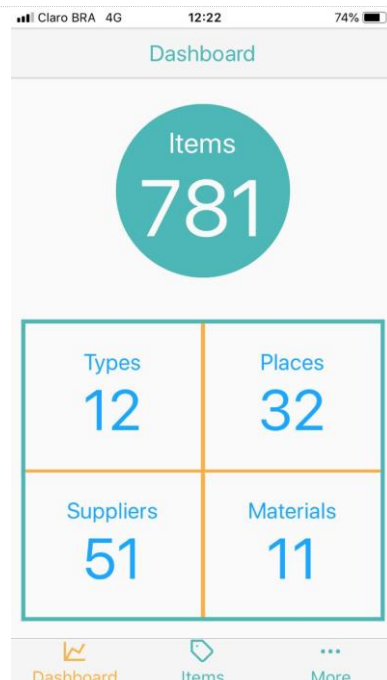 Claro BRA 4G 12:22 74%
Dashboard
Items
781
Types Places
12 32
Suppliers Materials
51 11
Dashboard Items More